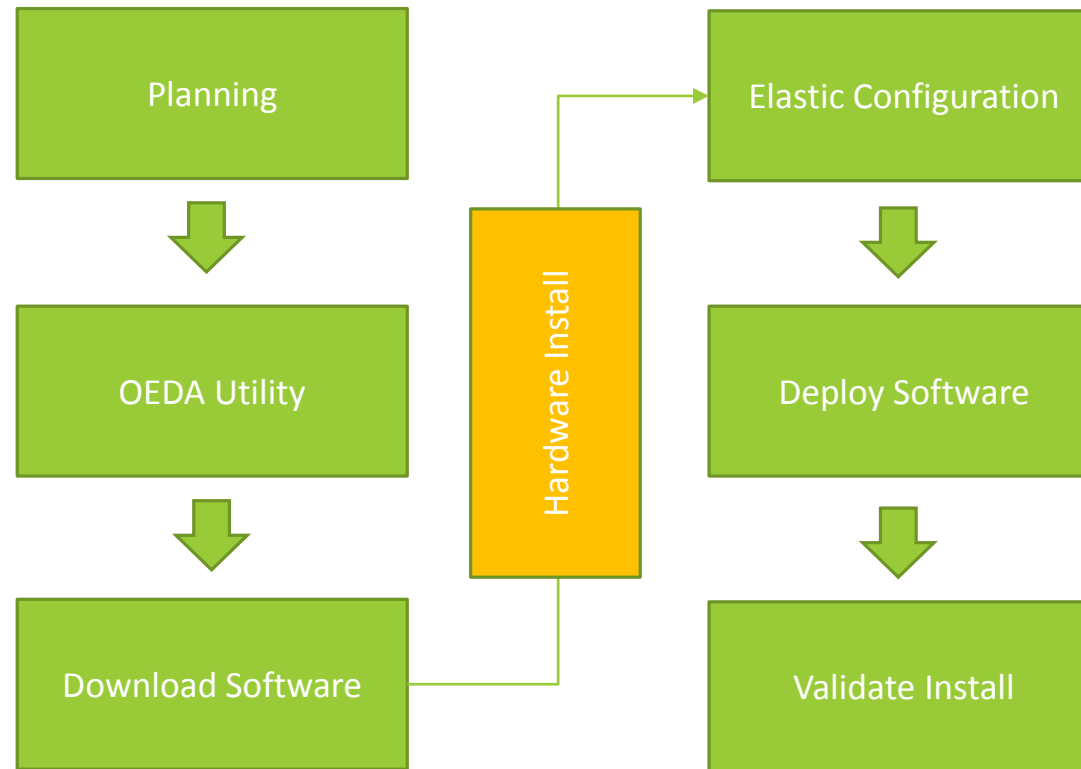 Planning
OEDA Utility
Download Software
Hardware Install
Elastic Configuration
Deploy Software
Validate Install